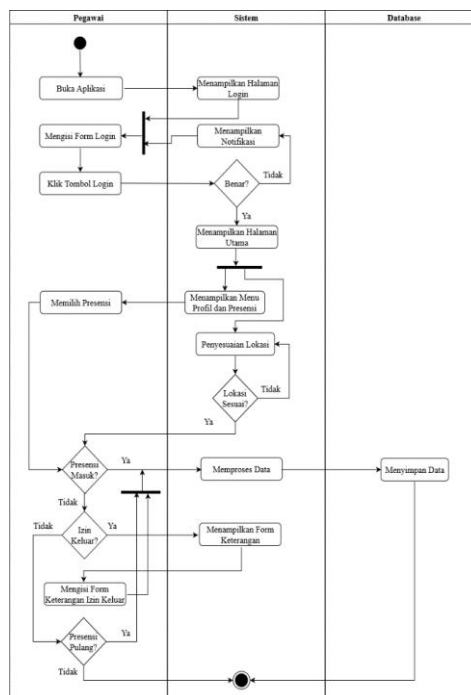 Pegawai
Sistem
Database
Buka Aplikasi
Menampilkan Halaman
Login
Mengisi Form Login
Menampilkan
Notifikasi
Klik Tombol Login
Benar?
Tidak
Ya
Menampilkan Halaman
Utama
Memilih Presensi
Menampilkan Menu
Profil dan Presensi
Penyesuaian Lokasi
Lokasi
Sesuai?
Tidak
Ya
Presensi
Masuk?
Ya
Memproses Data
Menyimpan Data
Tidak
Tidak
Izin
Keluar?
Ya
Menampilkan Form
Keterangan
Mengisi Form
Keterangan Izin Keluar
Presensi
Pulang?
Ya
Tidak